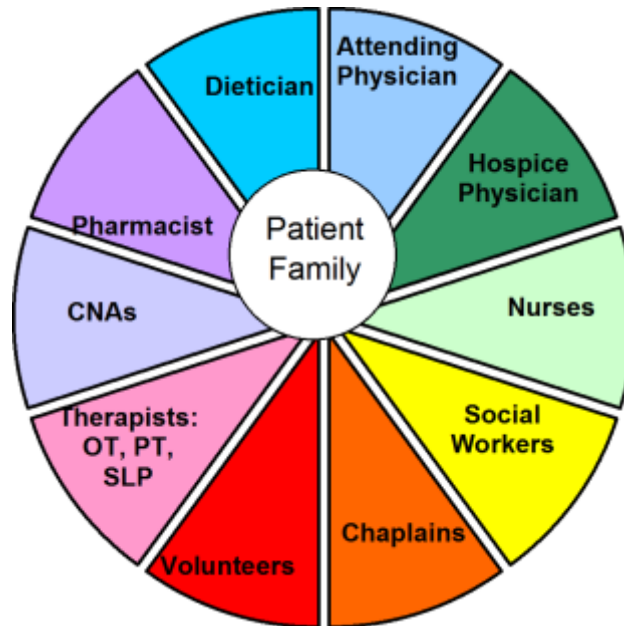 Attending
Physician
Hospice
Physician
Nurses
Social
Workers
Chaplains
Volunteers
Therapists:
OT, PT,
SLP
CNAs
Pharmacist
Dietician
Patient
Family